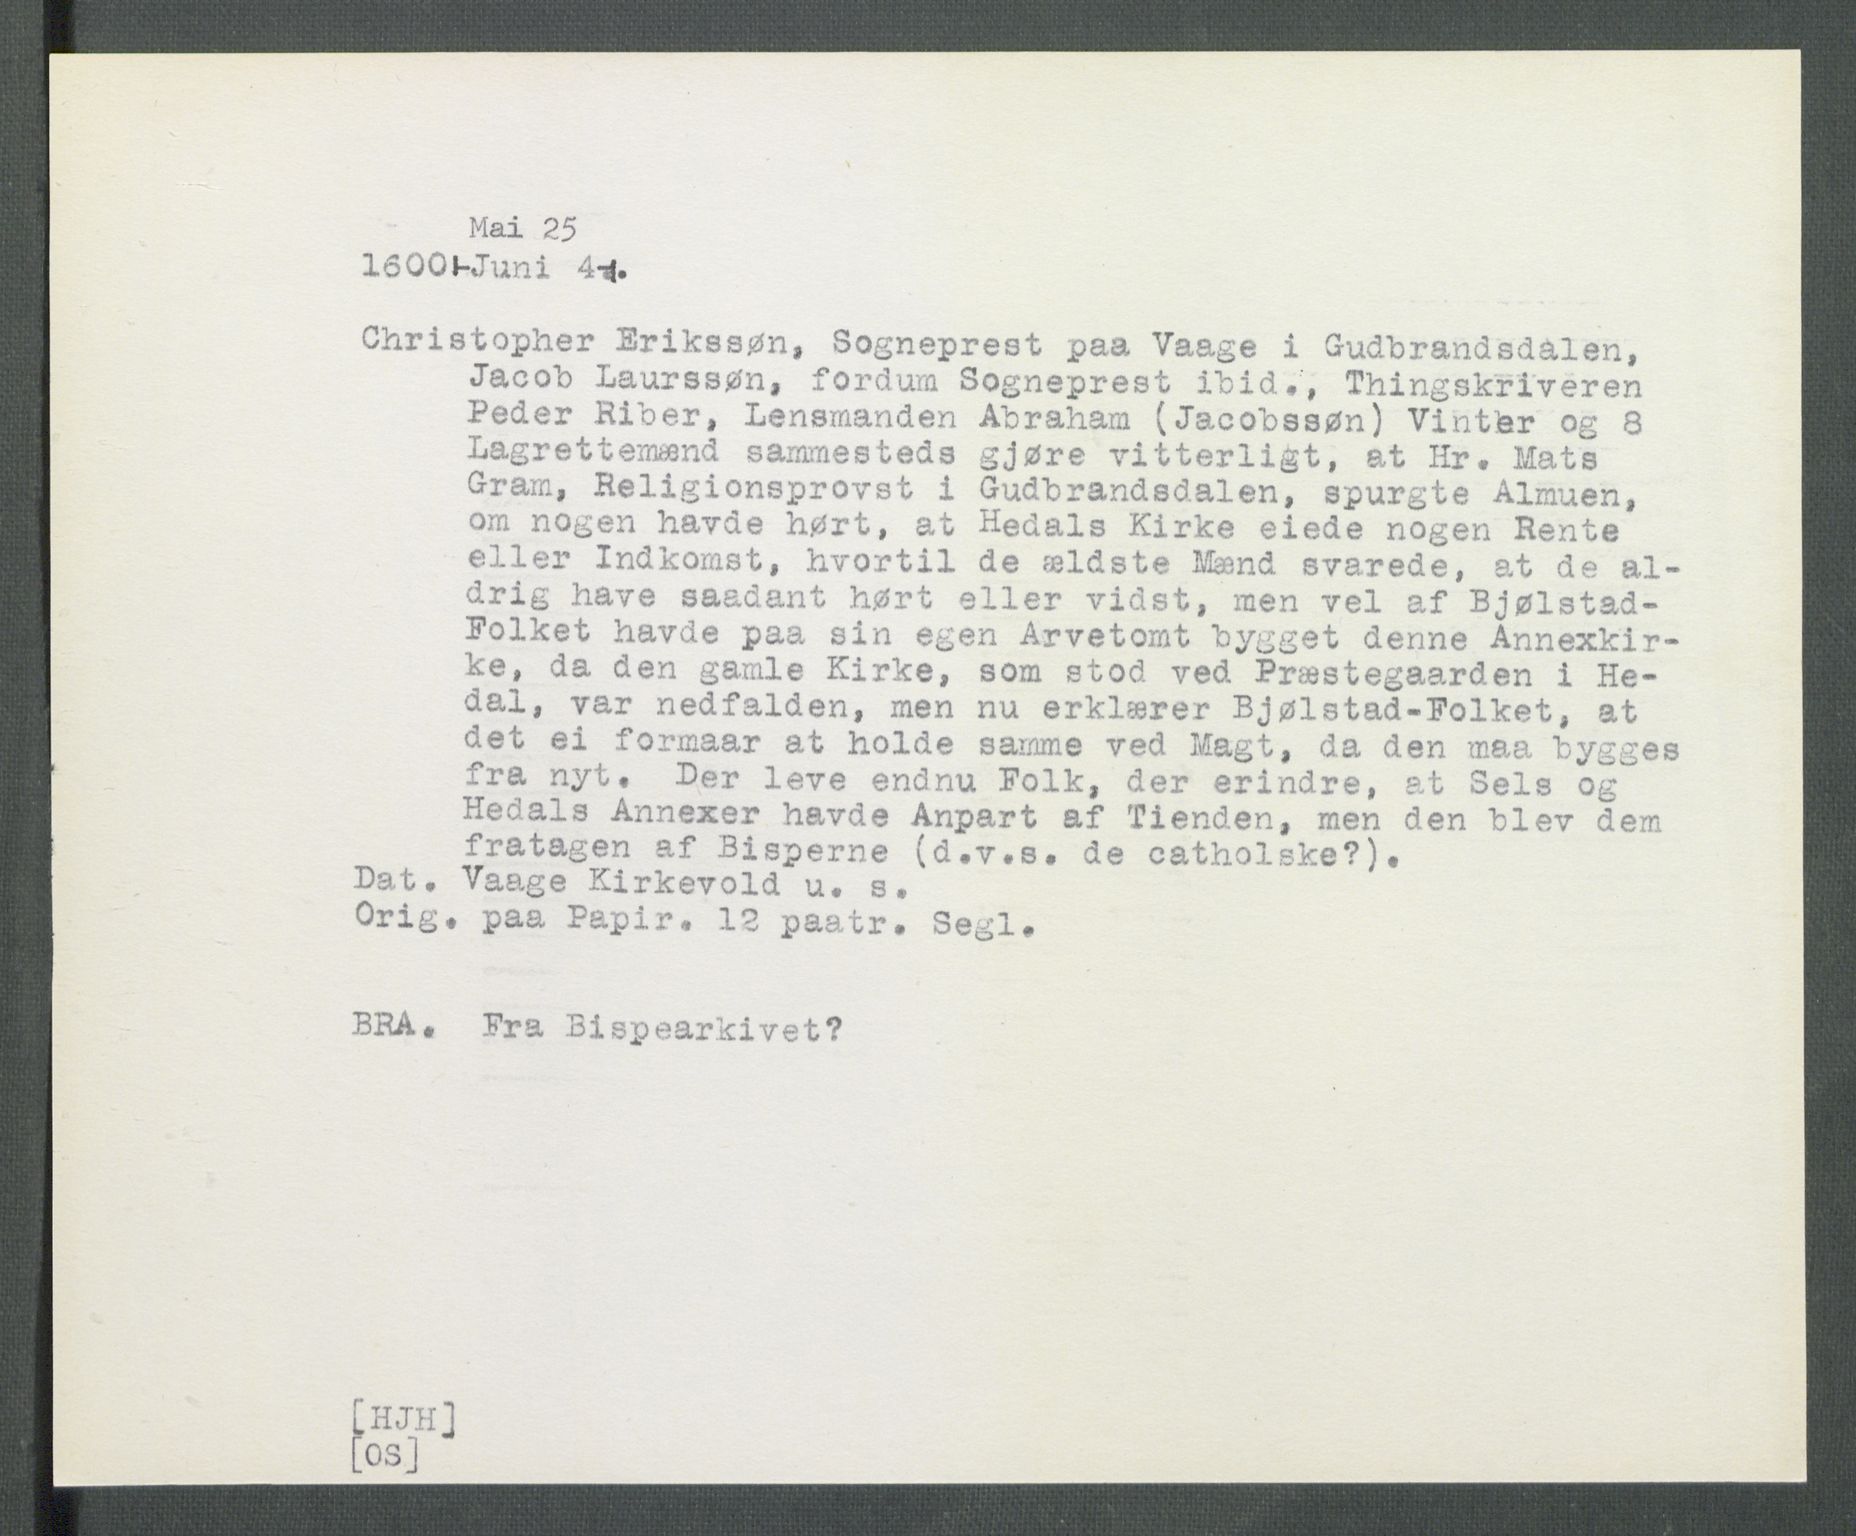 Mai 25
1600 Juni 4.
Christopher Erikssøn, Sogneprest paa Vaage i Gudbrandsdalen,
Jacob Laurssøn, fordum Sogneprest ibid., Thingskriveren
Peder Riber, Lensmanden Abraham (Jacobssøn) Vinter og 8
Lagrettemænd sammesteds gjøre vitterligt, at Hr. Mats
Gram, Religionsprovst i Gudbrandsdalen, spurgte Almuen,
om nogen havde hørt, at Hedals Kirke eiede nogen Rente
eller Indkomst, hvortil de ældste Mænd svarede, at de al-
drig have saadant hørt eller vidst, men vel af Bjølstad-
Folket havde paa sin egen Arvetomt bygget denne Annexkir-
ke, da den gamle Kirke, som stod ved Præstegaarden i He-
dal, var nedfalden, men nu erklærer Bjølstad-Folket, at
det ei formaar at holde samme ved Magt, da den maa bygges
fra nyt. Der leve endnu Folk, der erindre, at Sels og
Hedals Annexer havde Anpart af Tienden, men den blev dem
fratagen af Bisperne (d.v.s. de catholske?).
Dat. Vaage Kirkevold u. s.
Orig. paa Papir. 12 paatr. Segl.
BRA. Fra Bispearkivet?
[HJH]
[OS]